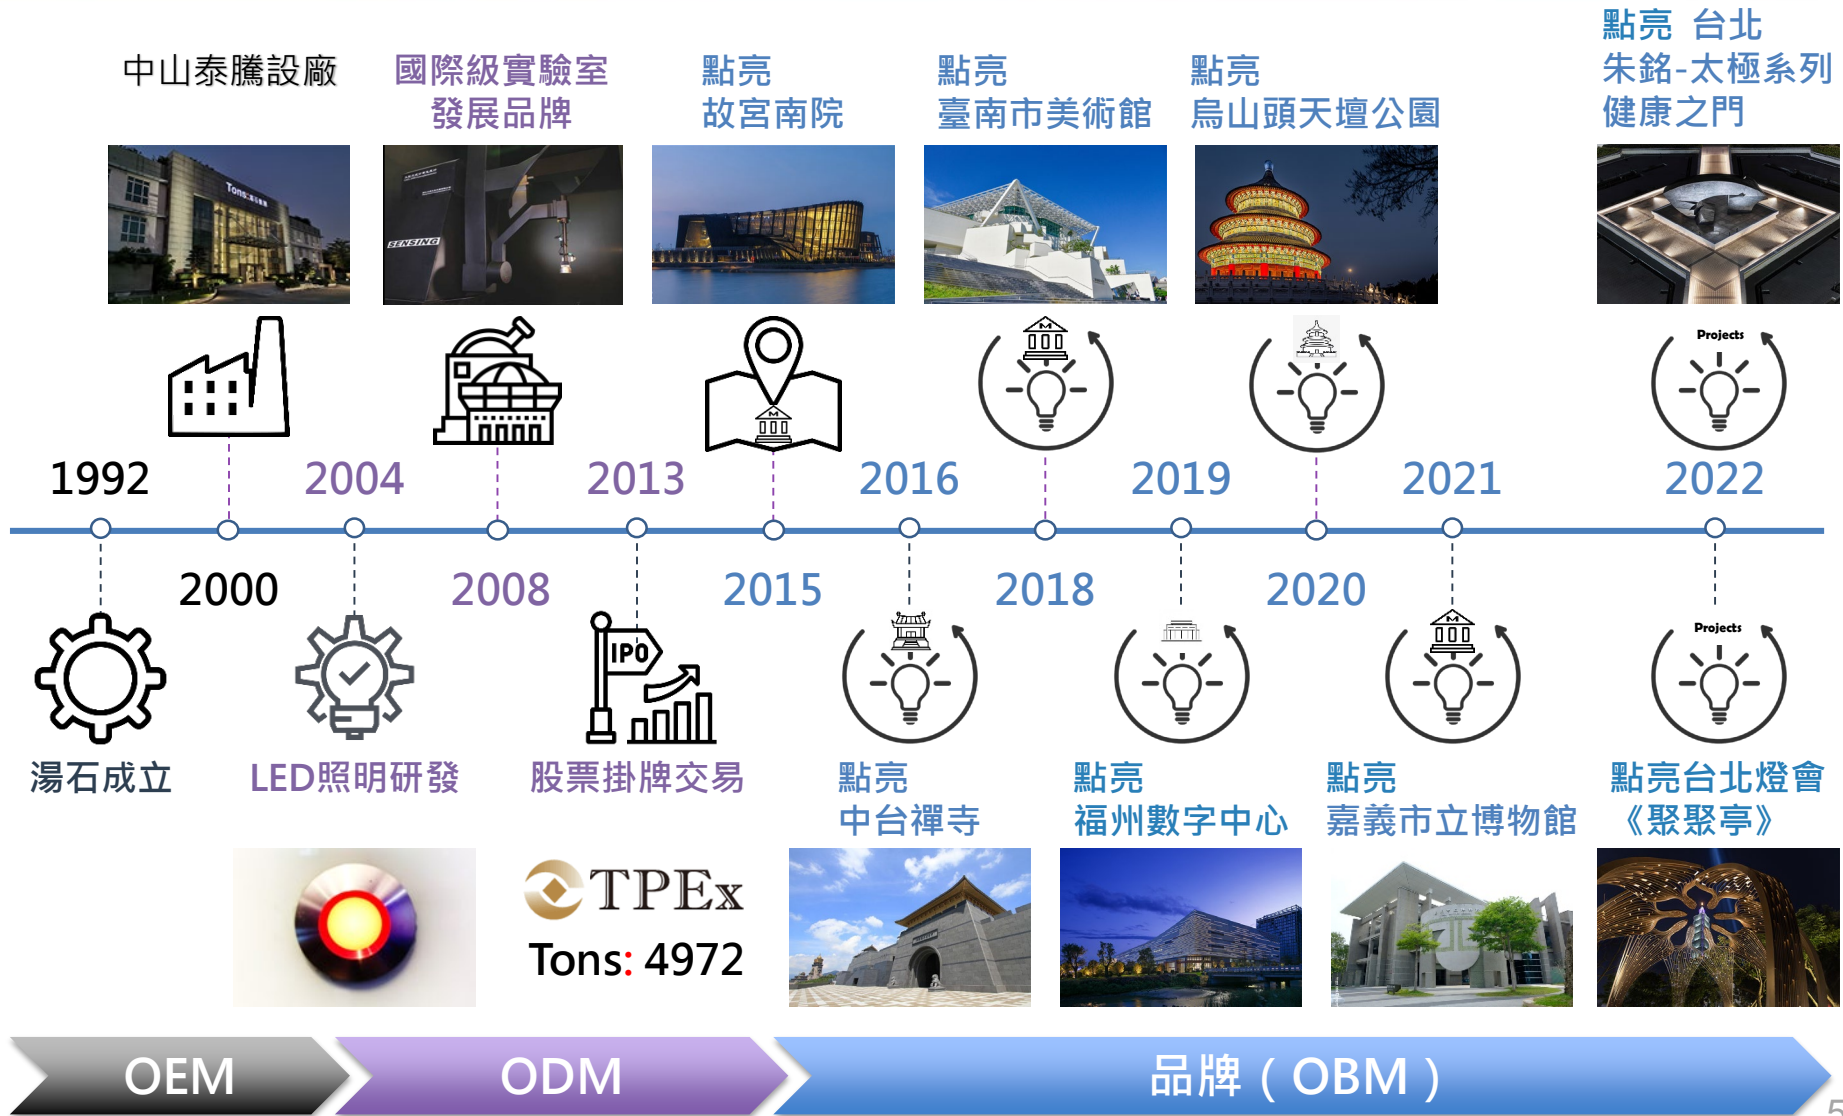 中山泰騰設廠
國際級實驗室
發展品牌
點亮
故宮南院
點亮
臺南市美術館
點亮
烏山頭天壇公園
點亮 台北
朱銘-太極系列
健康之門
Tons
SENSING
M
M
Projects
1992
2004
2013
2016
2019
2021
2022
2000
2008
2015
2018
2020
IPO
M
Projects
湯石成立
LED照明研發
股票掛牌交易
點亮
中台禪寺
點亮
福州數字中心
點亮
嘉義市立博物館
點亮台北燈會
《聚聚亭》
TPEx
Tons: 4972
OEM
ODM
品牌（OBM）
5